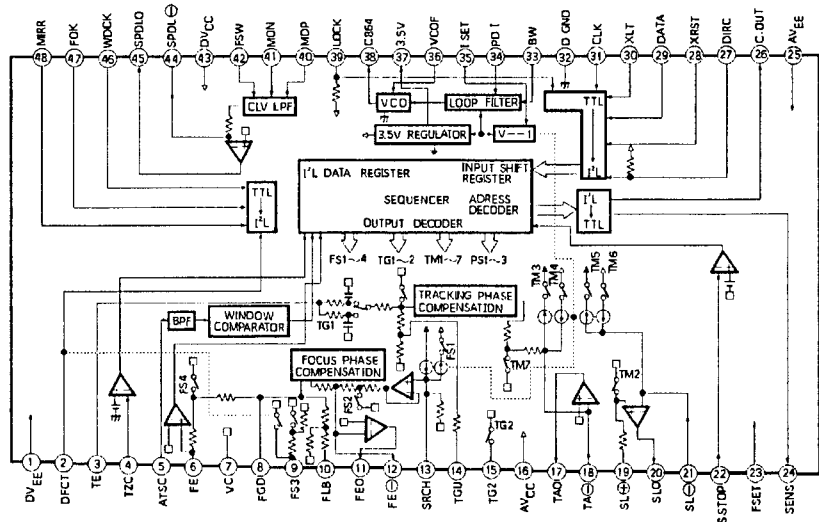 MIRR
FOK
WDCK
SPDLO
SPDL⊖
DVCC
FSW
MON
MDP
LOCK
C864
3.5V
VCOF
ISET
PDI
BW
D GND
CLK
XLT
DATA
XRST
DIRC
C.OUT
AVEE
48
47
46
45
44
43
42
41
40
39
38
37
36
35
34
33
32
31
30
29
28
27
26
25
CLV LPF
VCO
LOOP FILTER
3.5V REGULATOR
V--I
TTL
I²L
I²L DATA REGISTER
INPUT SHIFT
REGISTER
SEQUENCER
ADRESS
DECODER
OUTPUT DECODER
TTL
I²L
I²L
TTL
FS1~4
TG1~2
TM1~7
PS1~3
TM3
TM4
TM5
TM6
BPF
WINDOW
COMPARATOR
TG1
TRACKING PHASE
COMPENSATION
FOCUS PHASE
COMPENSATION
FS1
TM7
FS4
FS2
TM2
FS3
TG2
1
2
3
4
5
6
7
8
9
10
11
12
13
14
15
16
17
18
19
20
21
22
23
24
DVEE
DFCT
TE
TZC
ATSC
FE
VC
FGD
FS3
FLB
FEO
FE⊖
SRCH
TGU
TG2
AVCC
TAO
TA⊖
SL⊕
SLO
SL⊖
S.STOP
FSET
SENS